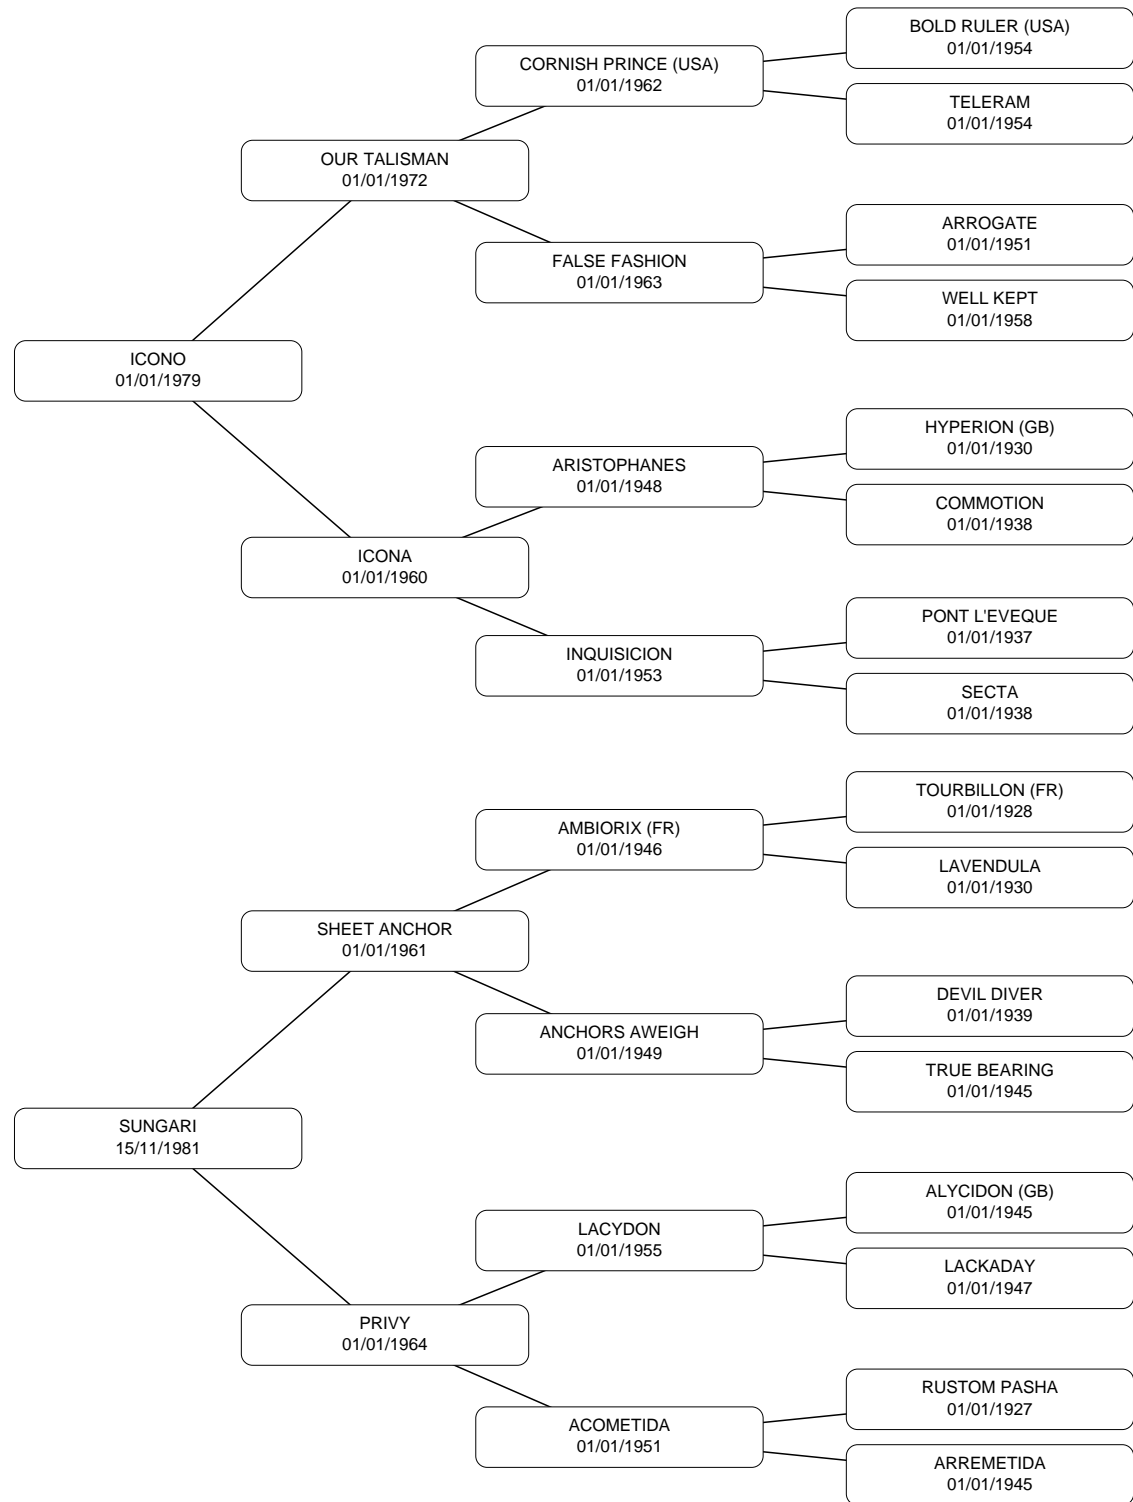 BOLD RULER (USA)
01/01/1954
CORNISH PRINCE (USA)
01/01/1962
TELERAM
01/01/1954
OUR TALISMAN
01/01/1972
ARROGATE
01/01/1951
FALSE FASHION
01/01/1963
WELL KEPT
01/01/1958
ICONO
01/01/1979
HYPERION (GB)
01/01/1930
ARISTOPHANES
01/01/1948
COMMOTION
01/01/1938
ICONA
01/01/1960
PONT L'EVEQUE
01/01/1937
INQUISICION
01/01/1953
SECTA
01/01/1938
TOURBILLON (FR)
01/01/1928
AMBIORIX (FR)
01/01/1946
LAVENDULA
01/01/1930
SHEET ANCHOR
01/01/1961
DEVIL DIVER
01/01/1939
ANCHORS AWEIGH
01/01/1949
TRUE BEARING
01/01/1945
SUNGARI
15/11/1981
ALYCIDON (GB)
01/01/1945
LACYDON
01/01/1955
LACKADAY
01/01/1947
PRIVY
01/01/1964
RUSTOM PASHA
01/01/1927
ACOMETIDA
01/01/1951
ARREMETIDA
01/01/1945